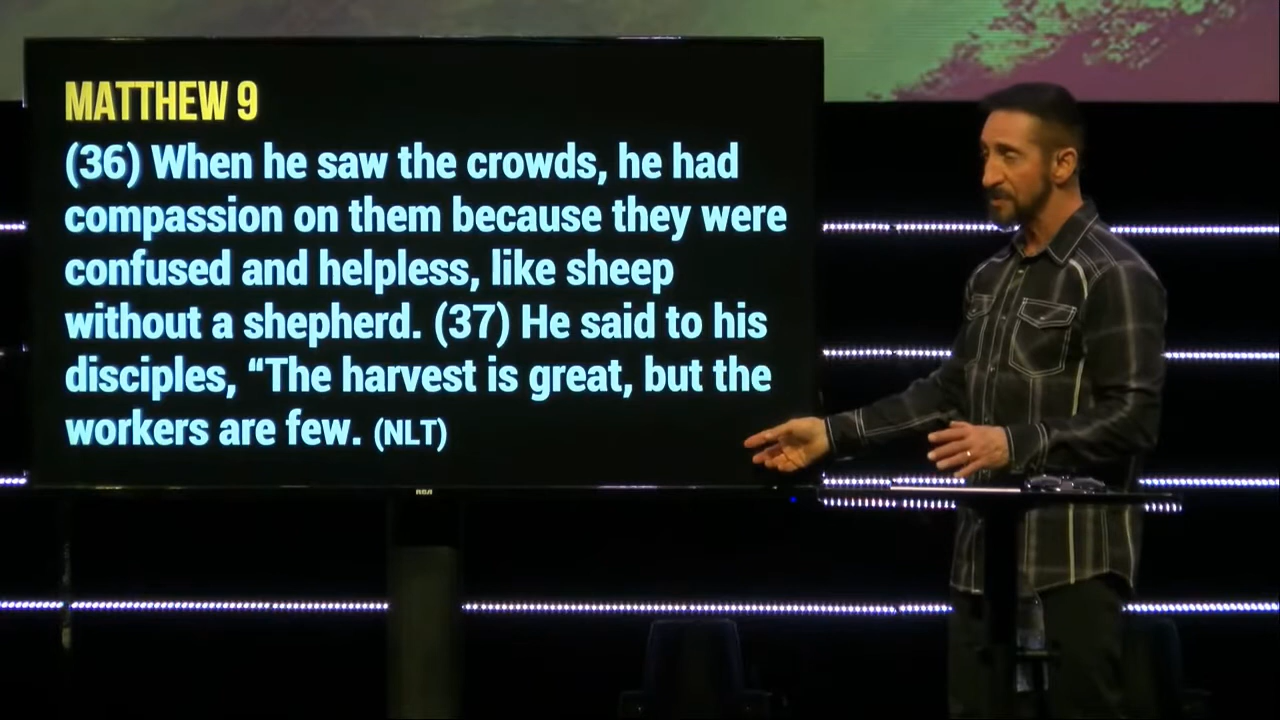 MATTHEW 9
(36) When he saw the crowds, he had
compassion on them because they were
confused and helpless, like sheep
without a shepherd. (37) He said to his
disciples, “The harvest is great, but the
workers are few. (NLT)
RCA